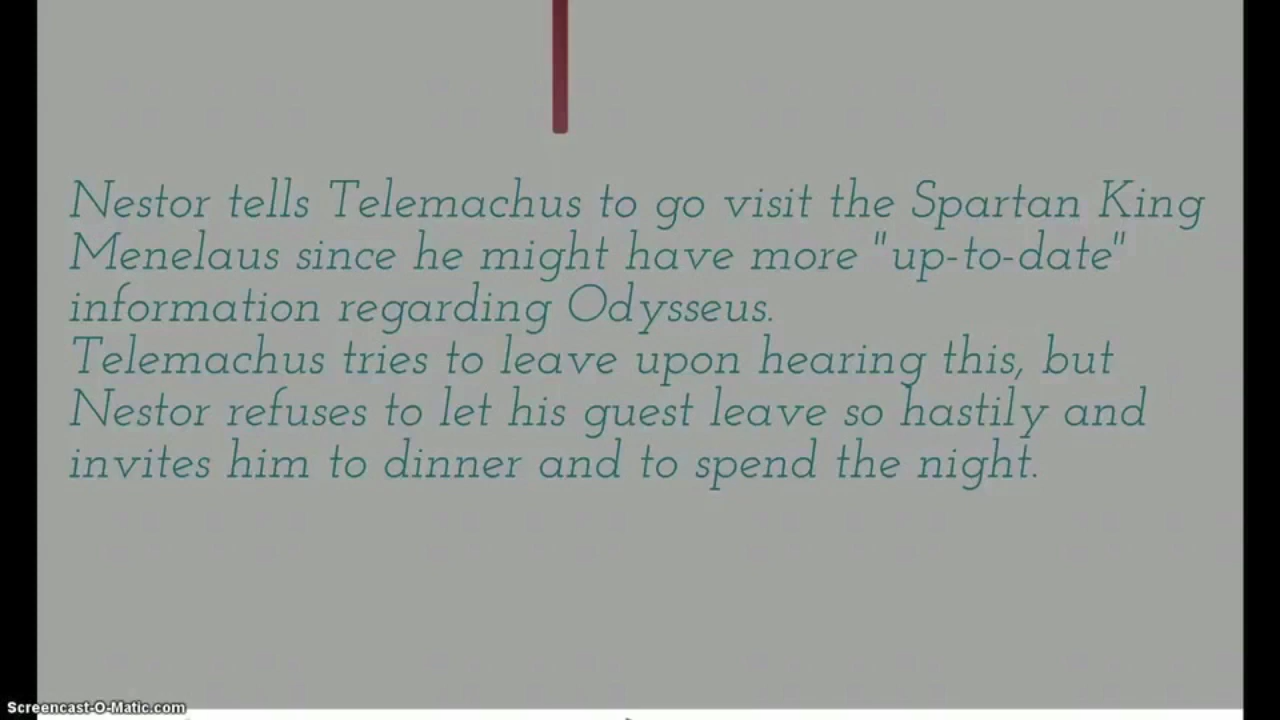 Nestor tells Telemachus to go visit the Spartan King
Menelaus since he might have more "up-to-date"
information regarding Odysseus.
Telemachus tries to leave upon hearing this, but
Nestor refuses to let his guest leave so hastily and
invites him to dinner and to spend the night.
Screencast-O-Matic.com